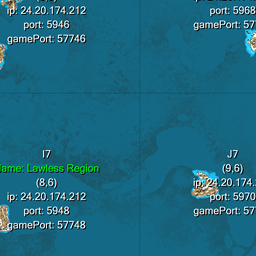 ip: 24.20.174.212
port: 5946
gamePort: 57746
port: 5968
gamePort: 57
I7
ame: Lawless Region
(8,6)
ip: 24.20.174.212
port: 5948
gamePort: 57748
J7
(9,6)
ip: 24.20.174.
port: 5970
gamePort: 57